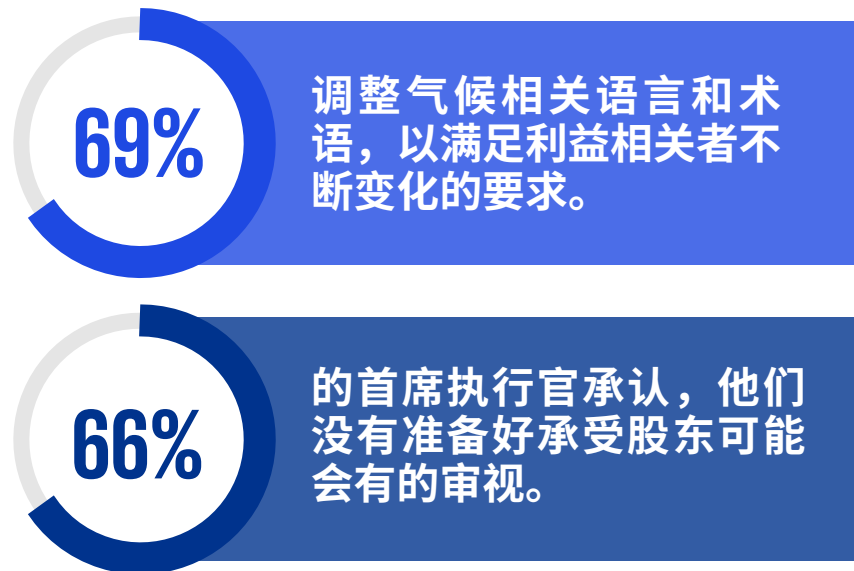 69%
调整气候相关语言和术
语，以满足利益相关者不
断变化的要求。
66%
的首席执行官承认，他们
没有准备好承受股东可能
会有的审视。